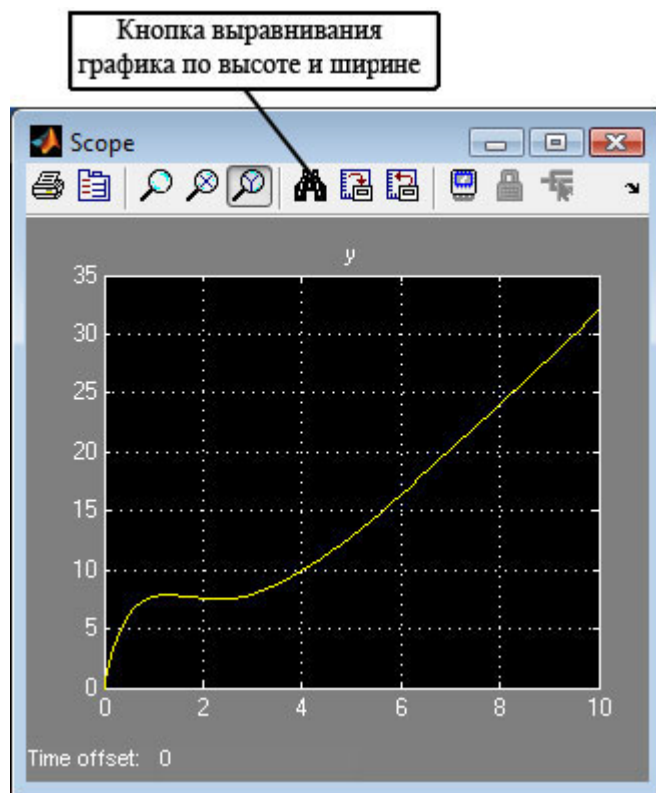 Кнопка выравнивания
графика по высоте и ширине
Scope
y
35
30
25
20
15
10
5
0
0 2 4 6 8 10
Time offset: 0